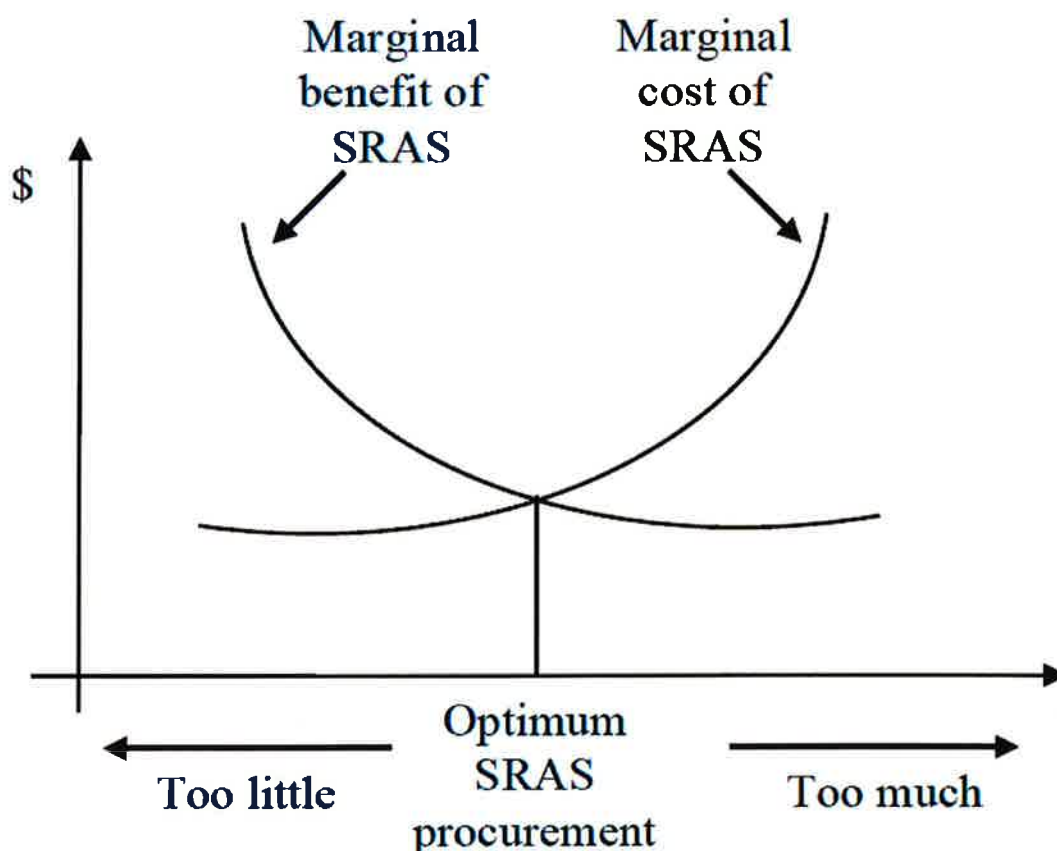 Marginal
benefit of
SRAS
Marginal
cost of
SRAS
$
Optimum
SRAS
procurement
Too little
Too much